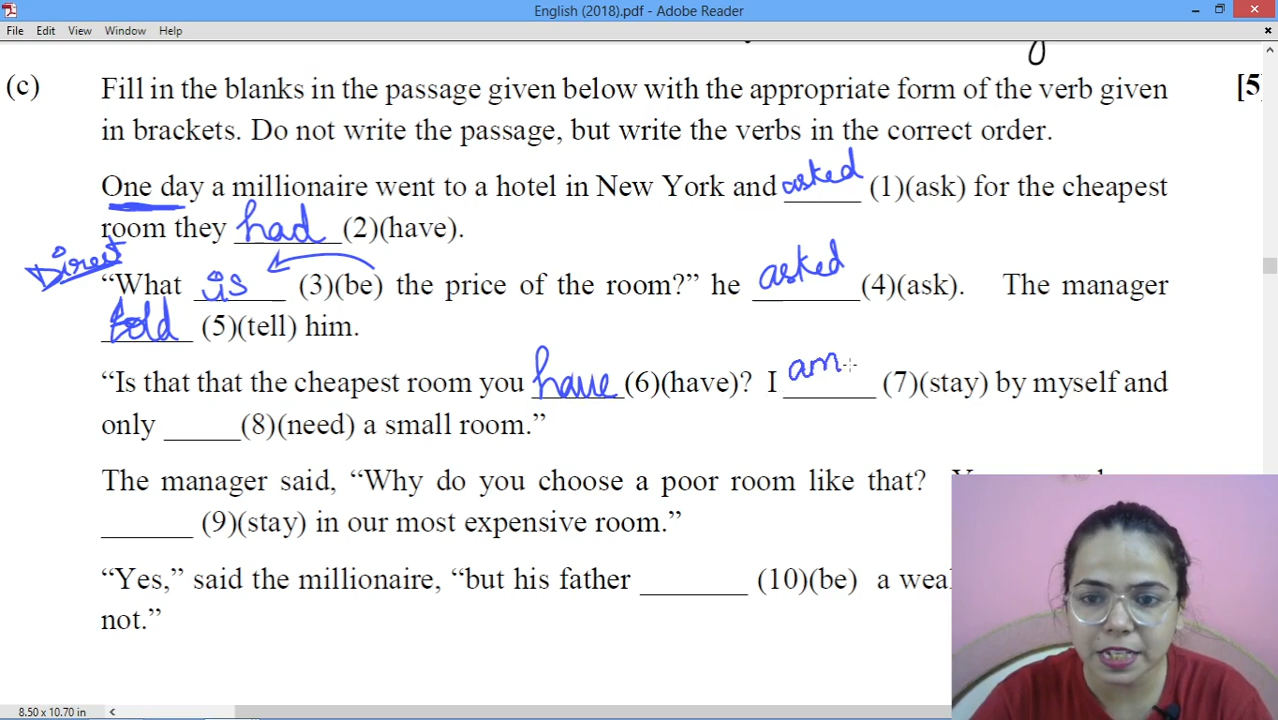 English (2018).pdf - Adobe Reader
File Edit View Window Help
(c) Fill in the blanks in the passage given below with the appropriate form of the verb given [5]
in brackets. Do not write the passage, but write the verbs in the correct order.
One day a millionaire went to a hotel in New York and asked (1)(ask) for the cheapest
room they had (2)(have).
Direct
“What is (3)(be) the price of the room?” he asked (4)(ask). The manager
told (5)(tell) him.
“Is that that the cheapest room you have (6)(have)? I am (7)(stay) by myself and
only _____ (8)(need) a small room.”
The manager said, “Why do you choose a poor room like that?
______ (9)(stay) in our most expensive room.”
“Yes,” said the millionaire, “but his father _______ (10)(be) a
not.”
8.50 x 10.70 in